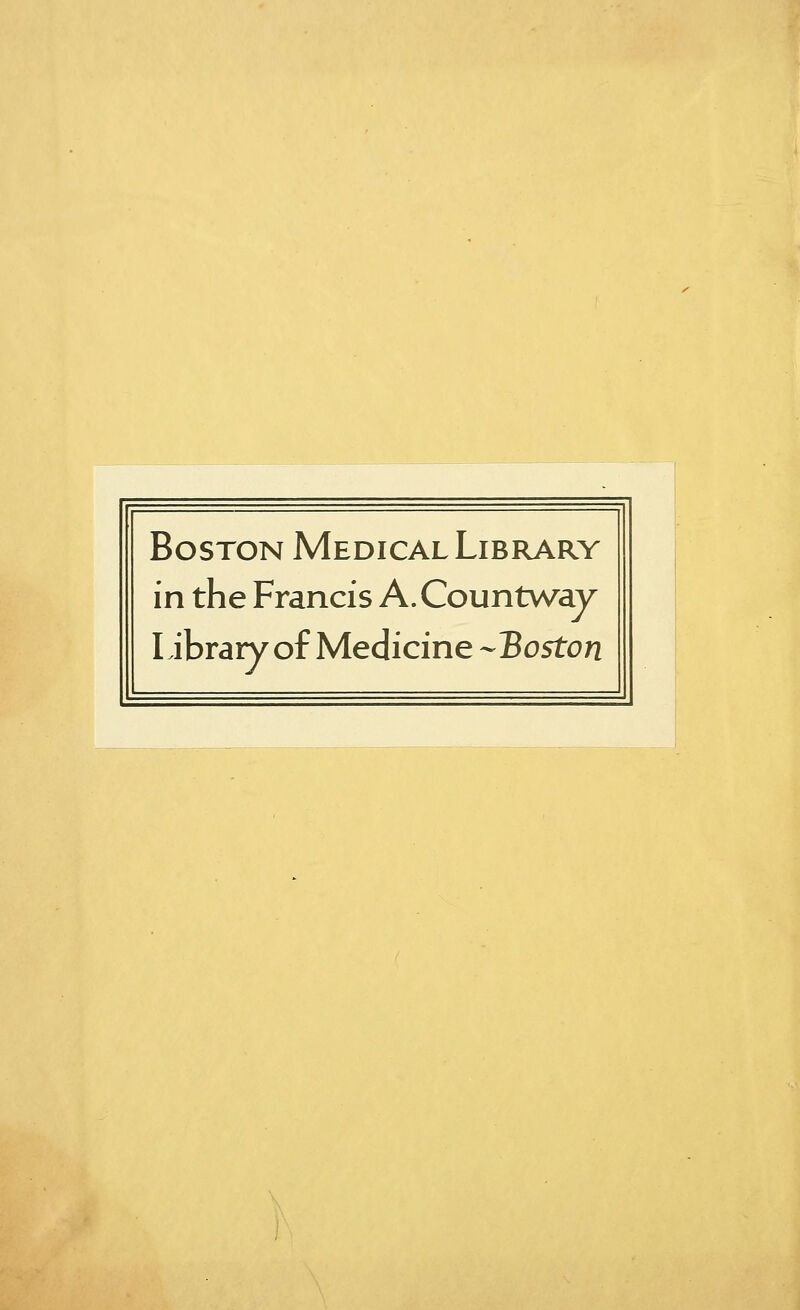 Boston Medical Library
in the Francis A. Countway
Library of Medicine ~ Boston